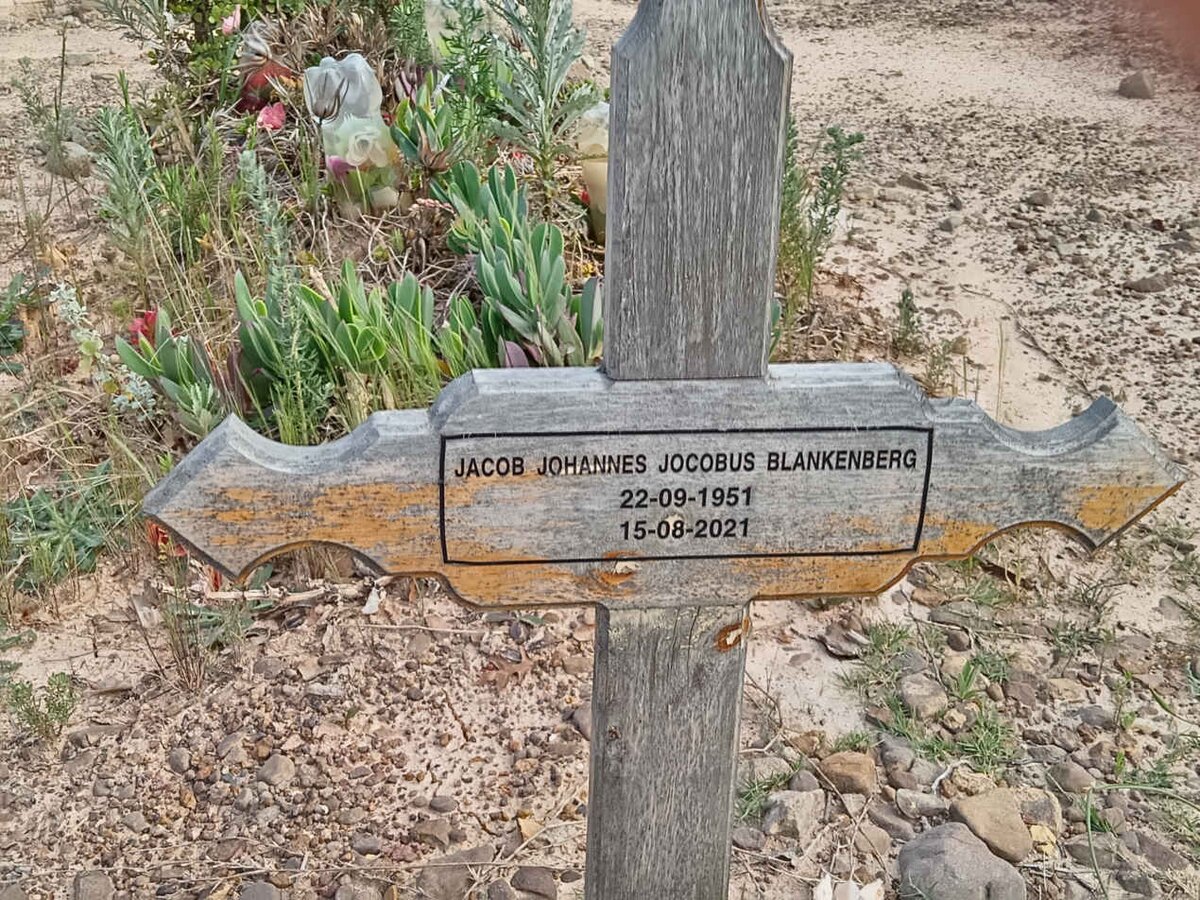 JACOB JOHANNES JOCOBUS BLANKENBERG
22-09-1951
15-08-2021